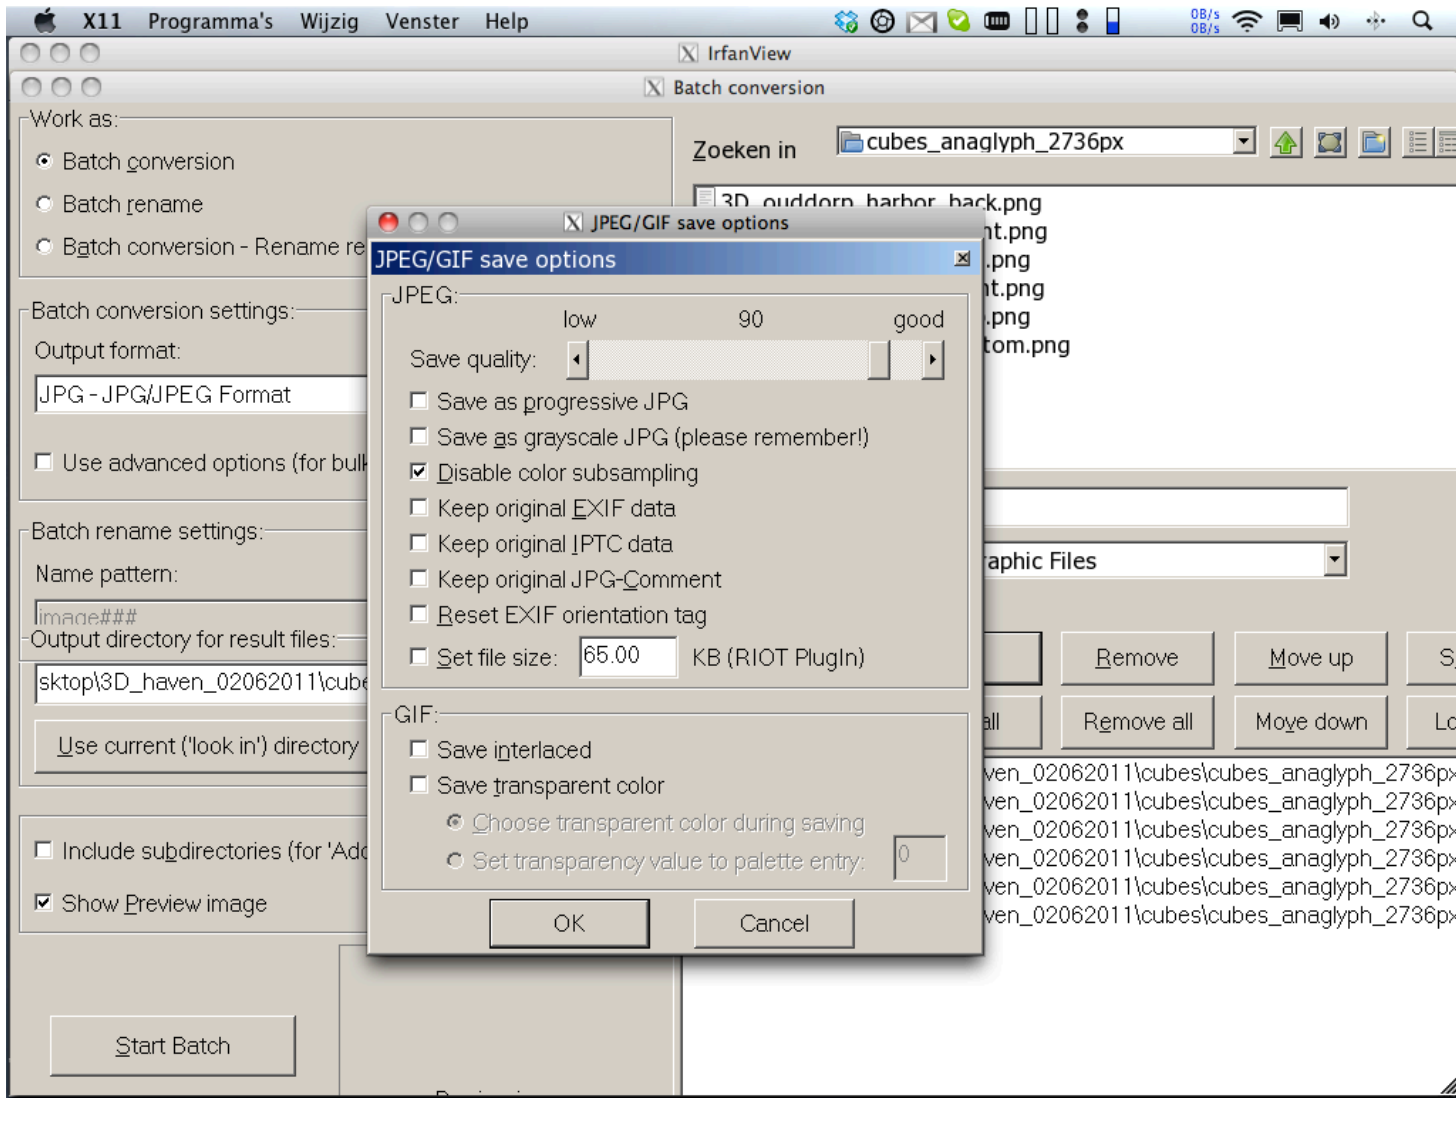 X11 Programma's Wijzig Venster Help
0B/s
0B/s
IrfanView
Batch conversion
Work as:
Batch conversion
Batch rename
Batch conversion - Rename re
Zoeken in
cubes_anaglyph_2736px
3D_ouddorp_harbor_back.png
nt.png
.png
nt.png
.png
tom.png
Batch conversion settings:
Output format:
JPG - JPG/JPEG Format
Use advanced options (for bulk
Batch rename settings:
Name pattern:
image###
Output directory for result files:
sktop\3D_haven_02062011\cube
Use current ('look in') directory
Include subdirectories (for 'Add
Show Preview image
Start Batch
JPEG/GIF save options
JPEG/GIF save options
JPEG:
low 90 good
Save quality:
Save as progressive JPG
Save as grayscale JPG (please remember!)
Disable color subsampling
Keep original EXIF data
Keep original IPTC data
Keep original JPG-Comment
Reset EXIF orientation tag
Set file size: 65.00 KB (RIOT PlugIn)
GIF:
Save interlaced
Save transparent color
Choose transparent color during saving
Set transparency value to palette entry: 0
OK Cancel
raphic Files
Remove Move up S
all Remove all Move down Lo
ven_02062011\cubes\cubes_anaglyph_2736px
ven_02062011\cubes\cubes_anaglyph_2736px
ven_02062011\cubes\cubes_anaglyph_2736px
ven_02062011\cubes\cubes_anaglyph_2736px
ven_02062011\cubes\cubes_anaglyph_2736px
ven_02062011\cubes\cubes_anaglyph_2736px